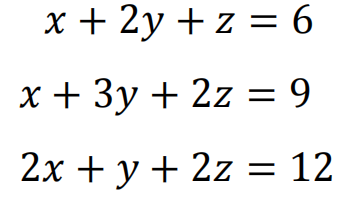 x + 2y + z = 6
x + 3y + 2z = 9
2x + y + 2z = 12